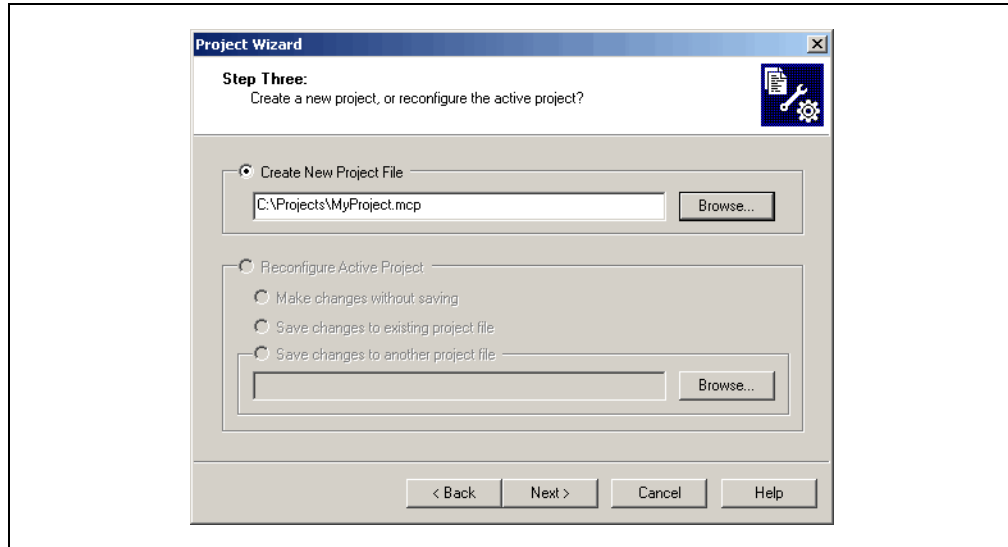 Project Wizard
Step Three:
Create a new project, or reconfigure the active project?
Create New Project File
C:\Projects\MyProject.mcp
Browse...
Reconfigure Active Project
Make changes without saving
Save changes to existing project file
Save changes to another project file
Browse...
< Back Next > Cancel Help